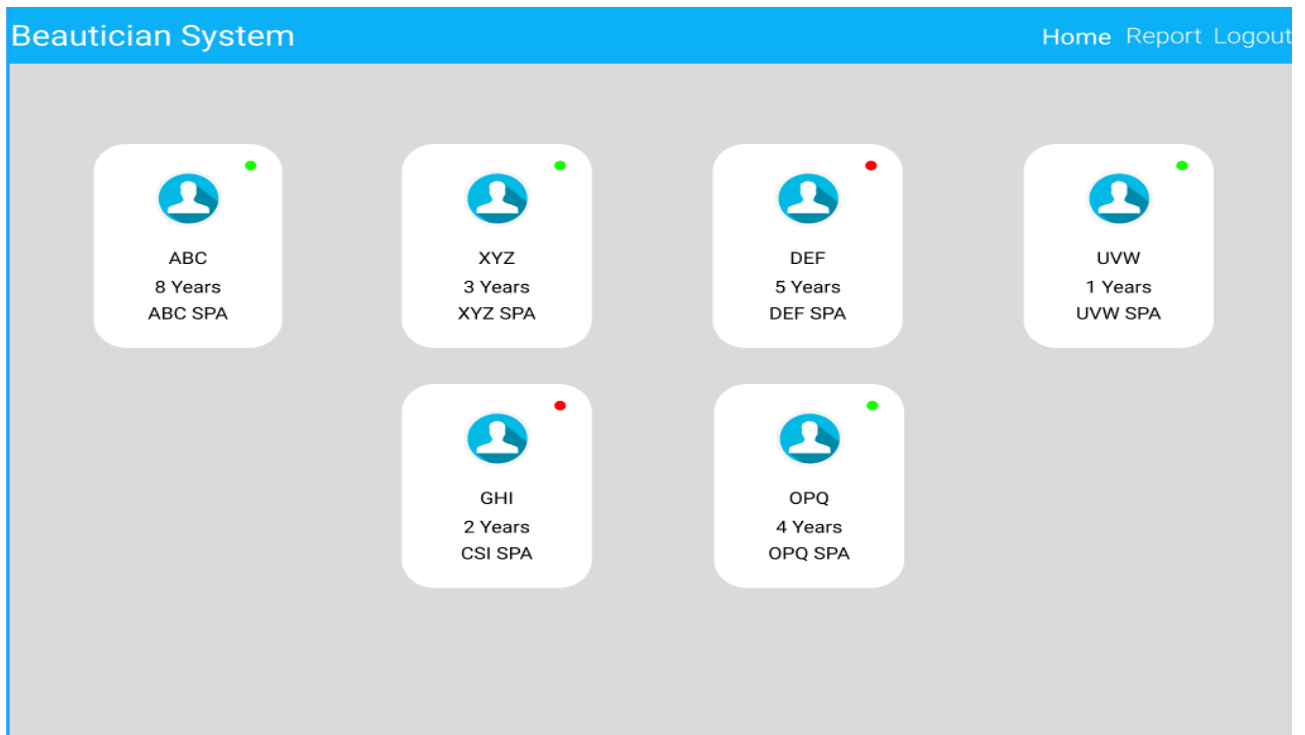 Beautician System
Home Report Logout
ABC
8 Years
ABC SPA
XYZ
3 Years
XYZ SPA
DEF
5 Years
DEF SPA
UVW
1 Years
UVW SPA
GHI
2 Years
CSI SPA
OPQ
4 Years
OPQ SPA